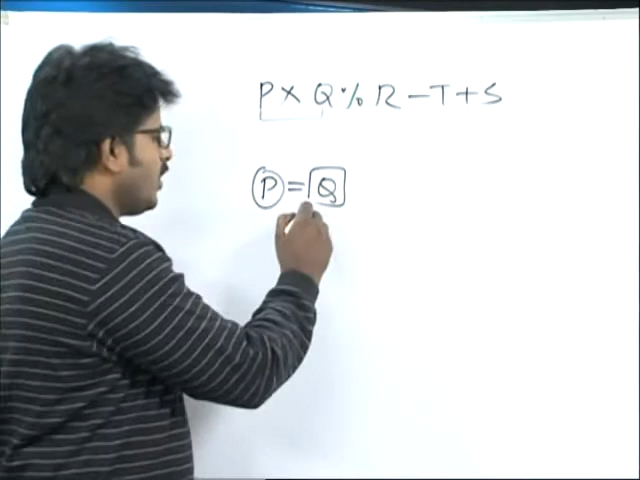 P × Q % R − T + S
P = Q